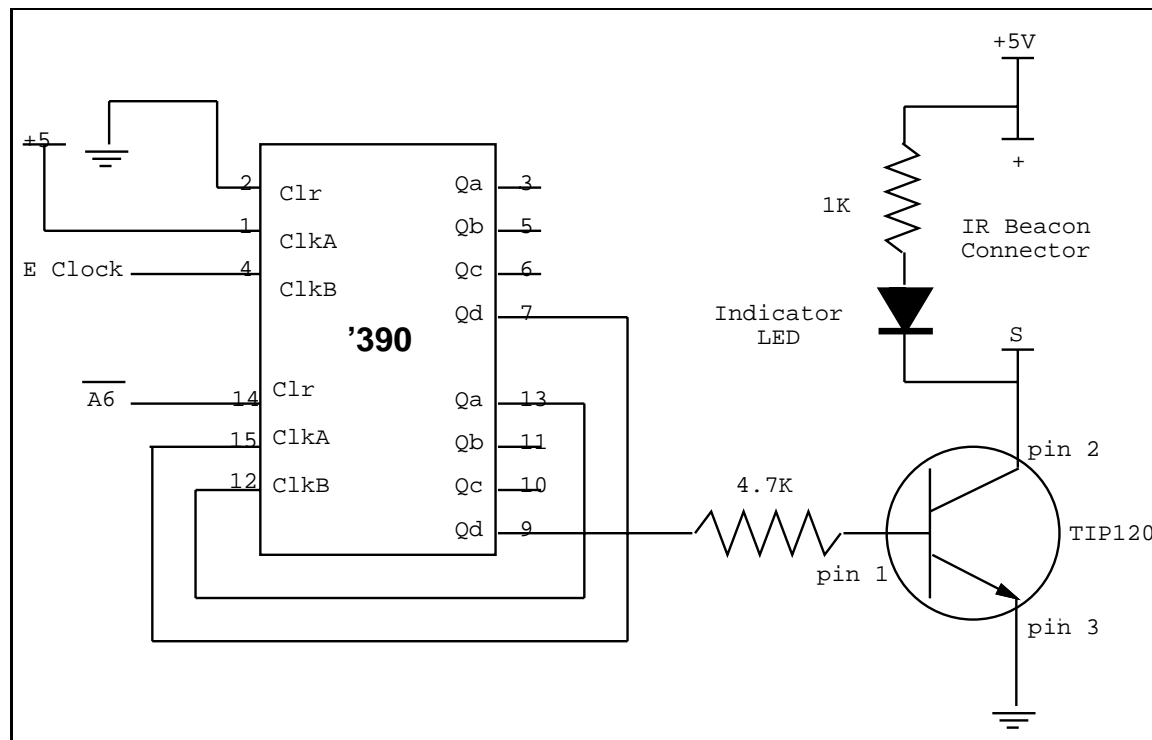 +5V
+5
+
2
Clr
Qa
3
1K
1
ClkA
Qb
5
IR Beacon
Connector
E Clock
4
ClkB
Qc
6
Qd
7
Indicator
LED
'390
S
A6
14
Clr
Qa
13
15
ClkA
Qb
11
pin 2
12
ClkB
Qc
10
4.7K
Qd
9
TIP120
pin 1
pin 3